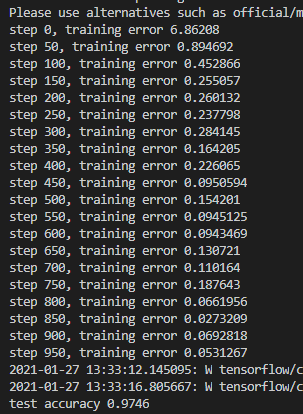 Please use alternatives such as official/m
step 0, training error 6.86208
step 50, training error 0.894692
step 100, training error 0.452866
step 150, training error 0.255057
step 200, training error 0.260132
step 250, training error 0.237798
step 300, training error 0.284145
step 350, training error 0.164205
step 400, training error 0.226065
step 450, training error 0.0950594
step 500, training error 0.154201
step 550, training error 0.0945125
step 600, training error 0.0943469
step 650, training error 0.130721
step 700, training error 0.110164
step 750, training error 0.187643
step 800, training error 0.0661956
step 850, training error 0.0273209
step 900, training error 0.0692818
step 950, training error 0.0531267
2021-01-27 13:33:12.145095: W tensorflow/c
2021-01-27 13:33:16.805667: W tensorflow/c
test accuracy 0.9746